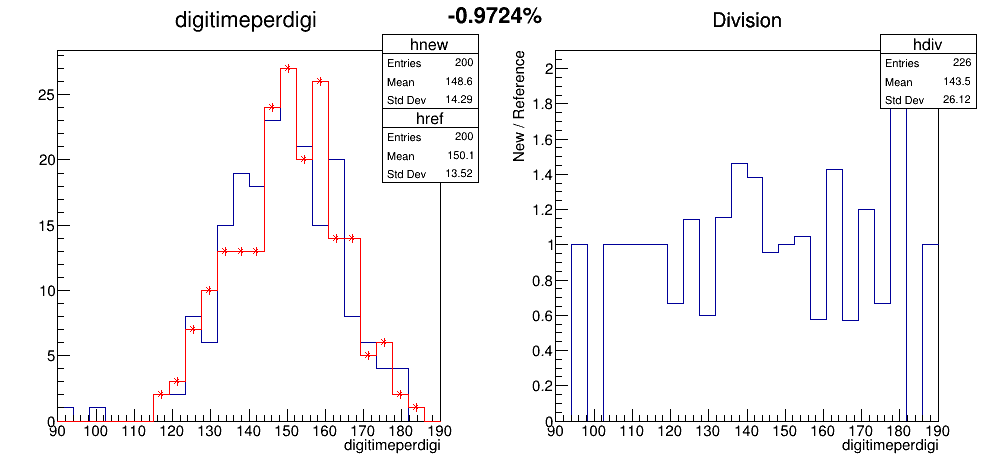 -0.9724%
digitimeperdigi
hnew
Entries 200
Mean 148.6
Std Dev 14.29
href
Entries 200
Mean 150.1
Std Dev 13.52
25
20
15
10
5
0
90 100 110 120 130 140 150 160 170 180 190
digitimeperdigi
Division
hdiv
Entries 226
Mean 143.5
Std Dev 26.12
New / Reference
2
1.8
1.6
1.4
1.2
1
0.8
0.6
0.4
0.2
0
90 100 110 120 130 140 150 160 170 180 190
digitimeperdigi